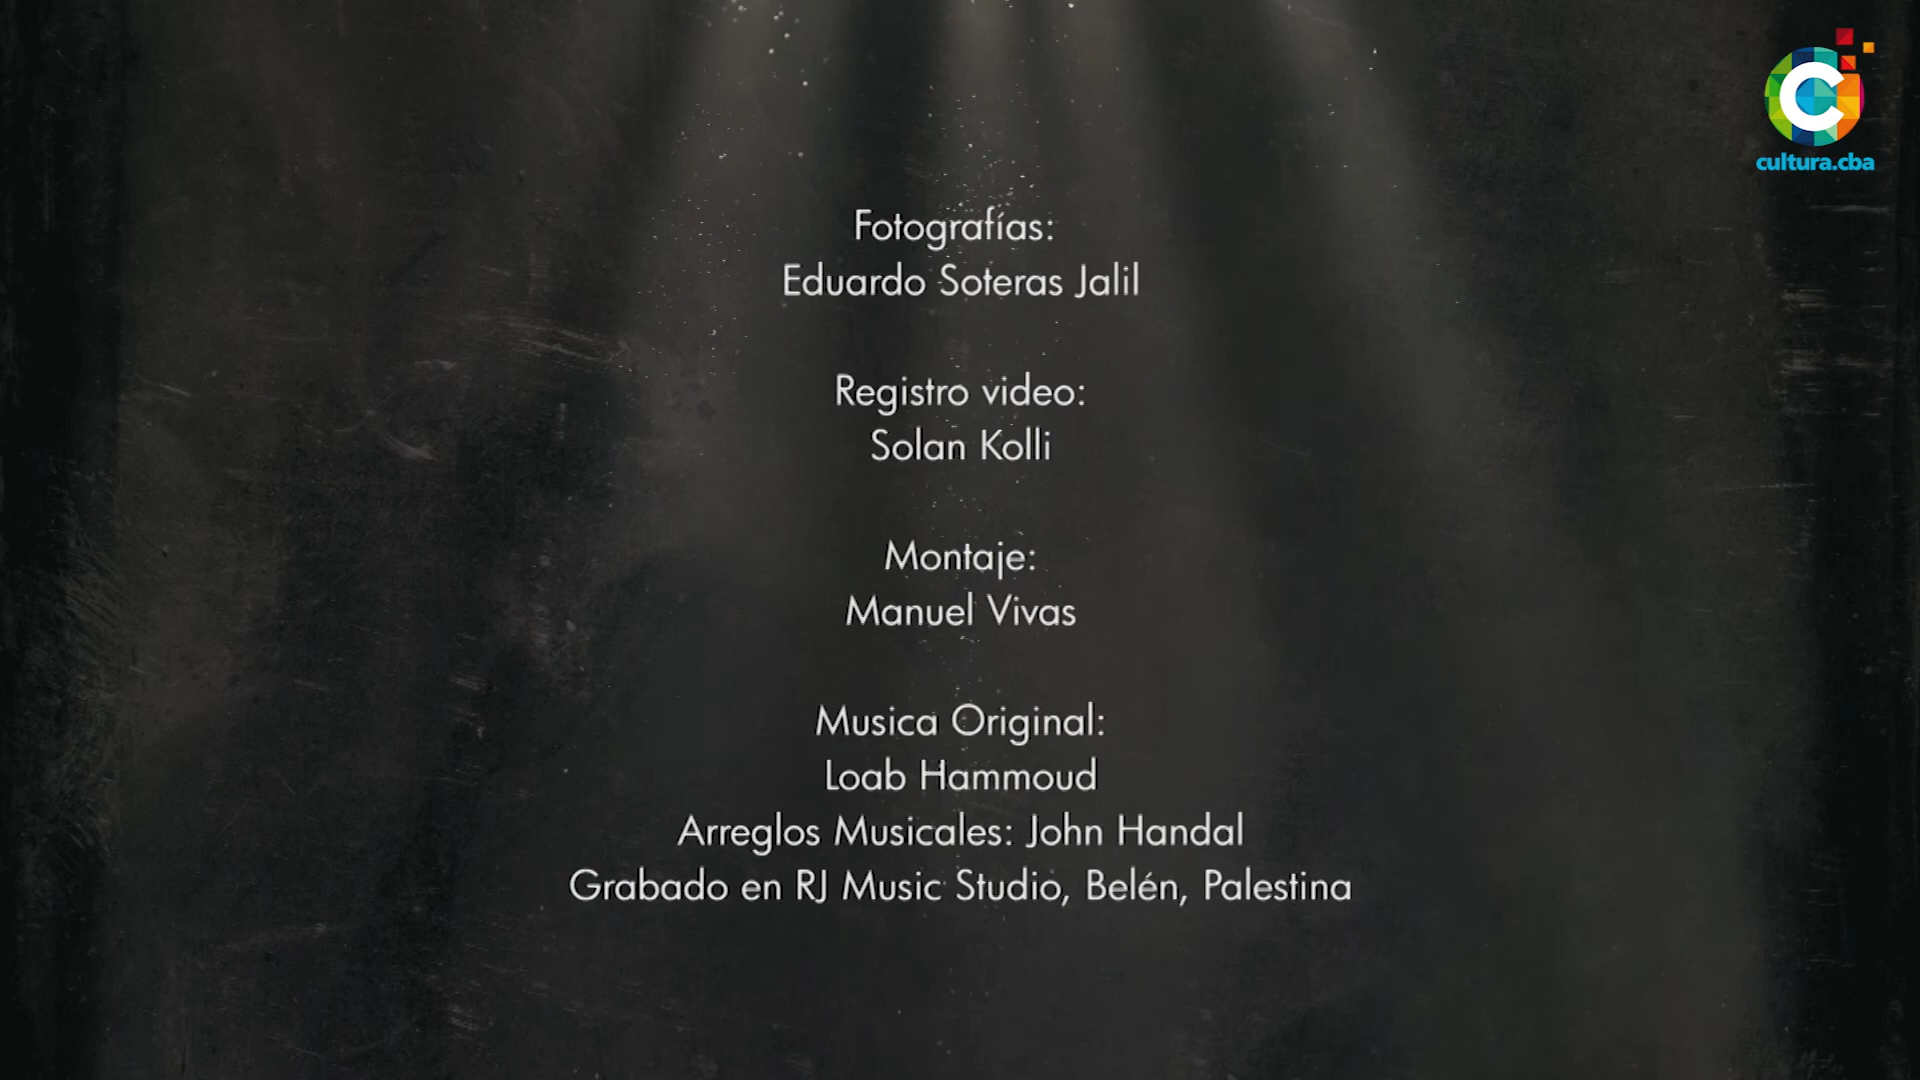 C
cultura.cba
Fotografías:
Eduardo Soteras Jalil
Registro video:
Solan Kolli
Montaje:
Manuel Vivas
Musica Original:
Loab Hammoud
Arreglos Musicales: John Handal
Grabado en RJ Music Studio, Belén, Palestina